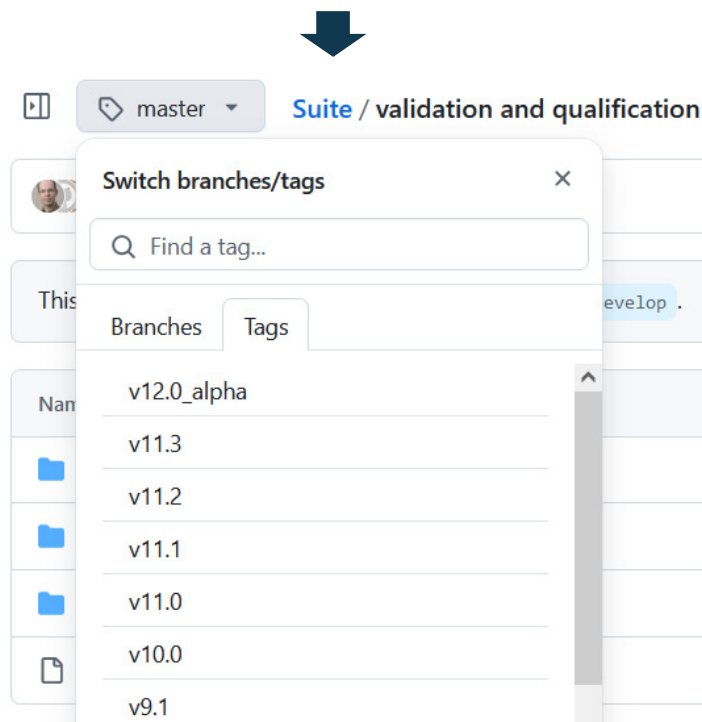 master Suite / validation and qualification
Switch branches/tags
Find a tag...
This evelop .
Branches Tags
v12.0_alpha
Nam
v11.3
v11.2
v11.1
v11.0
v10.0
v9.1